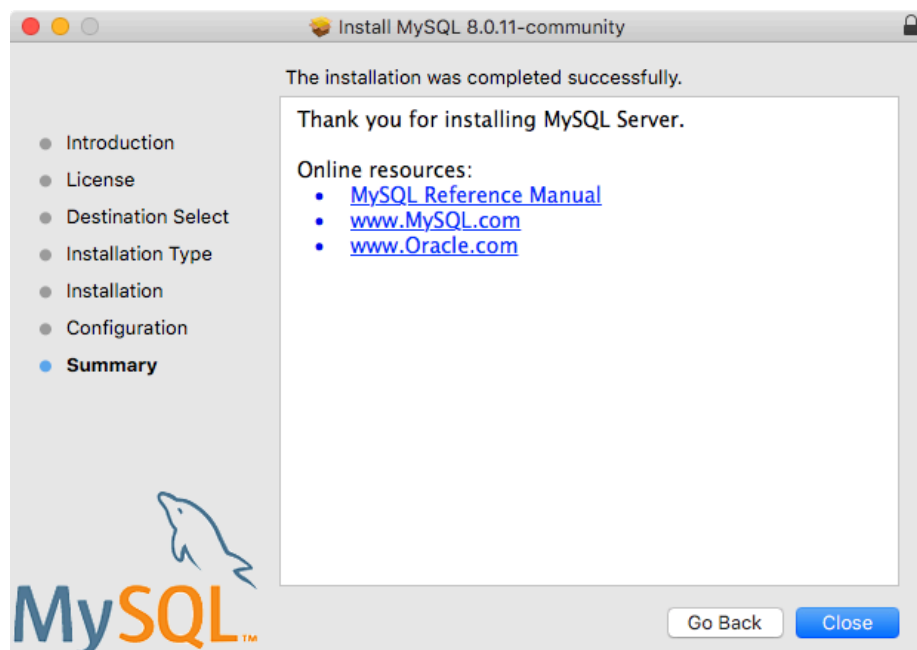 Install MySQL 8.0.11-community
The installation was completed successfully.
Introduction
License
Destination Select
Installation Type
Installation
Configuration
Summary
Thank you for installing MySQL Server.
Online resources:
• MySQL Reference Manual
• www.MySQL.com
• www.Oracle.com
MySQL™
Go Back
Close